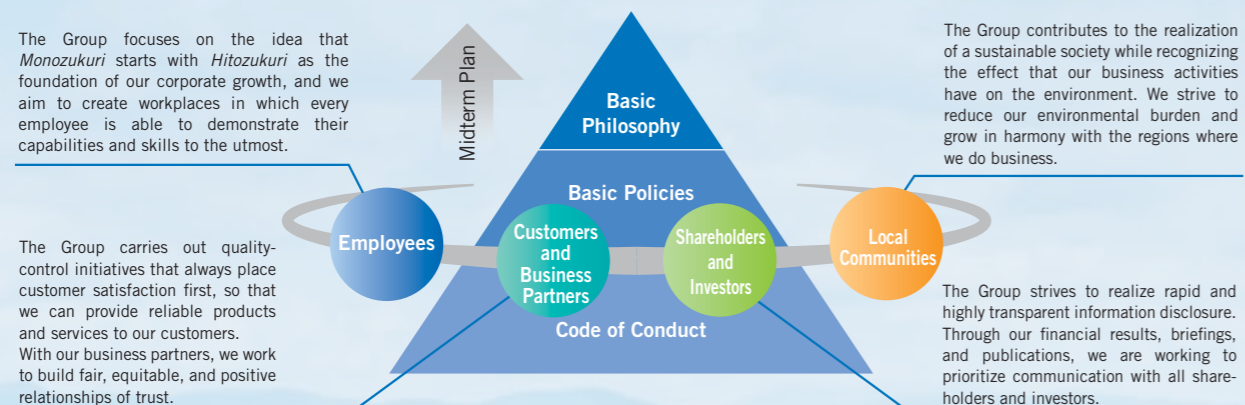 The Group focuses on the idea that
Monozukuri starts with Hitozukuri as the
foundation of our corporate growth, and we
aim to create workplaces in which every
employee is able to demonstrate their
capabilities and skills to the utmost.
Midterm Plan
Basic
Philosophy
The Group contributes to the realization
of a sustainable society while recognizing
the effect that our business activities
have on the environment. We strive to
reduce our environmental burden and
grow in harmony with the regions where
we do business.
Basic Policies
Employees
Customers
and
Business
Partners
Shareholders
and
Investors
Local
Communities
Code of Conduct
The Group carries out quality-
control initiatives that always place
customer satisfaction first, so that
we can provide reliable products
and services to our customers.
With our business partners, we work
to build fair, equitable, and positive
relationships of trust.
The Group strives to realize rapid and
highly transparent information disclosure.
Through our financial results, briefings,
and publications, we are working to
prioritize communication with all share-
holders and investors.